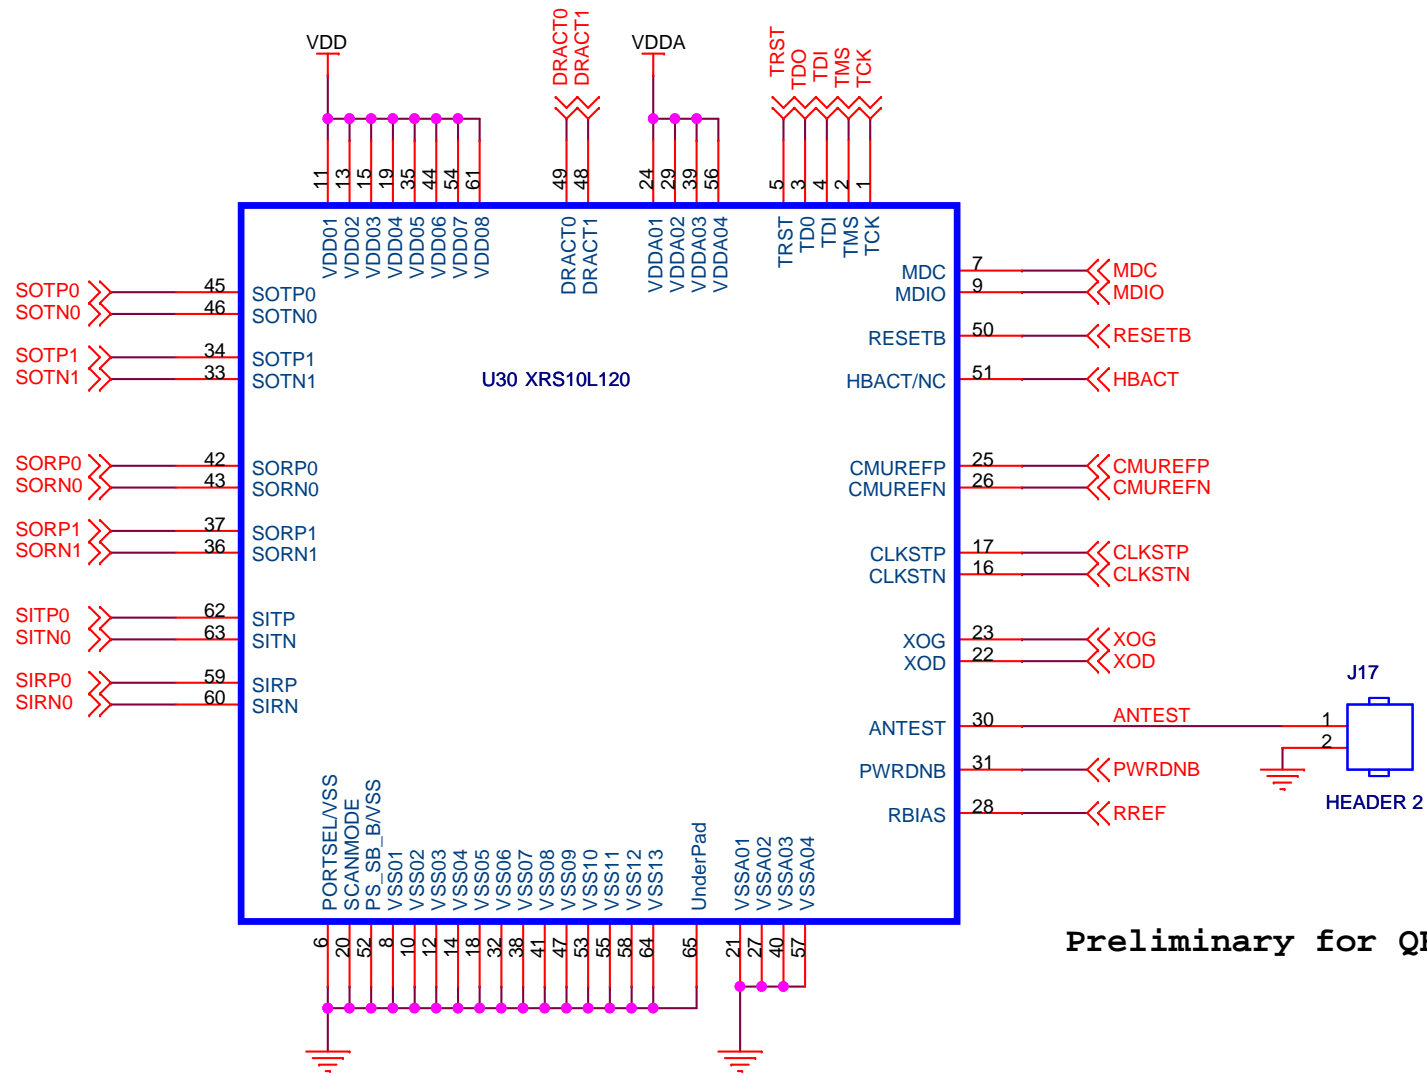 VDD
DRACT0
DRACT1
VDDA
TRST
TDO
TDI
TMS
TCK
11
13
15
19
35
44
54
61
49
48
24
29
39
56
5
3
4
2
1
VDD01
VDD02
VDD03
VDD04
VDD05
VDD06
VDD07
VDD08
DRACT0
DRACT1
VDDA01
VDDA02
VDDA03
VDDA04
TRST
TD0
TDI
TMS
TCK
SOTP0 45 SOTP0
SOTN0 46 SOTN0
SOTP1 34 SOTP1
SOTN1 33 SOTN1
SORP0 42 SORP0
SORN0 43 SORN0
SORP1 37 SORP1
SORN1 36 SORN1
SITP0 62 SITP
SITN0 63 SITN
SIRP0 59 SIRP
SIRN0 60 SIRN
U30 XRS10L120
MDC 7 MDC
MDIO 9 MDIO
RESETB 50 RESETB
HBACT/NC 51 HBACT
CMUREFP 25 CMUREFP
CMUREFN 26 CMUREFN
CLKSTP 17 CLKSTP
CLKSTN 16 CLKSTN
XOG 23 XOG
XOD 22 XOD
ANTEST 30 ANTEST 1
2
J17
HEADER 2
PWRDNB 31 PWRDNB
RBIAS 28 RREF
PORTSEL/VSS
SCANMODE
PS_SB_B/VSS
VSS01
VSS02
VSS03
VSS04
VSS05
VSS06
VSS07
VSS08
VSS09
VSS10
VSS11
VSS12
VSS13
UnderPad
VSSA01
VSSA02
VSSA03
VSSA04
6
20
52
8
10
12
14
18
32
38
41
47
53
55
58
64
65
21
27
40
57
Preliminary for